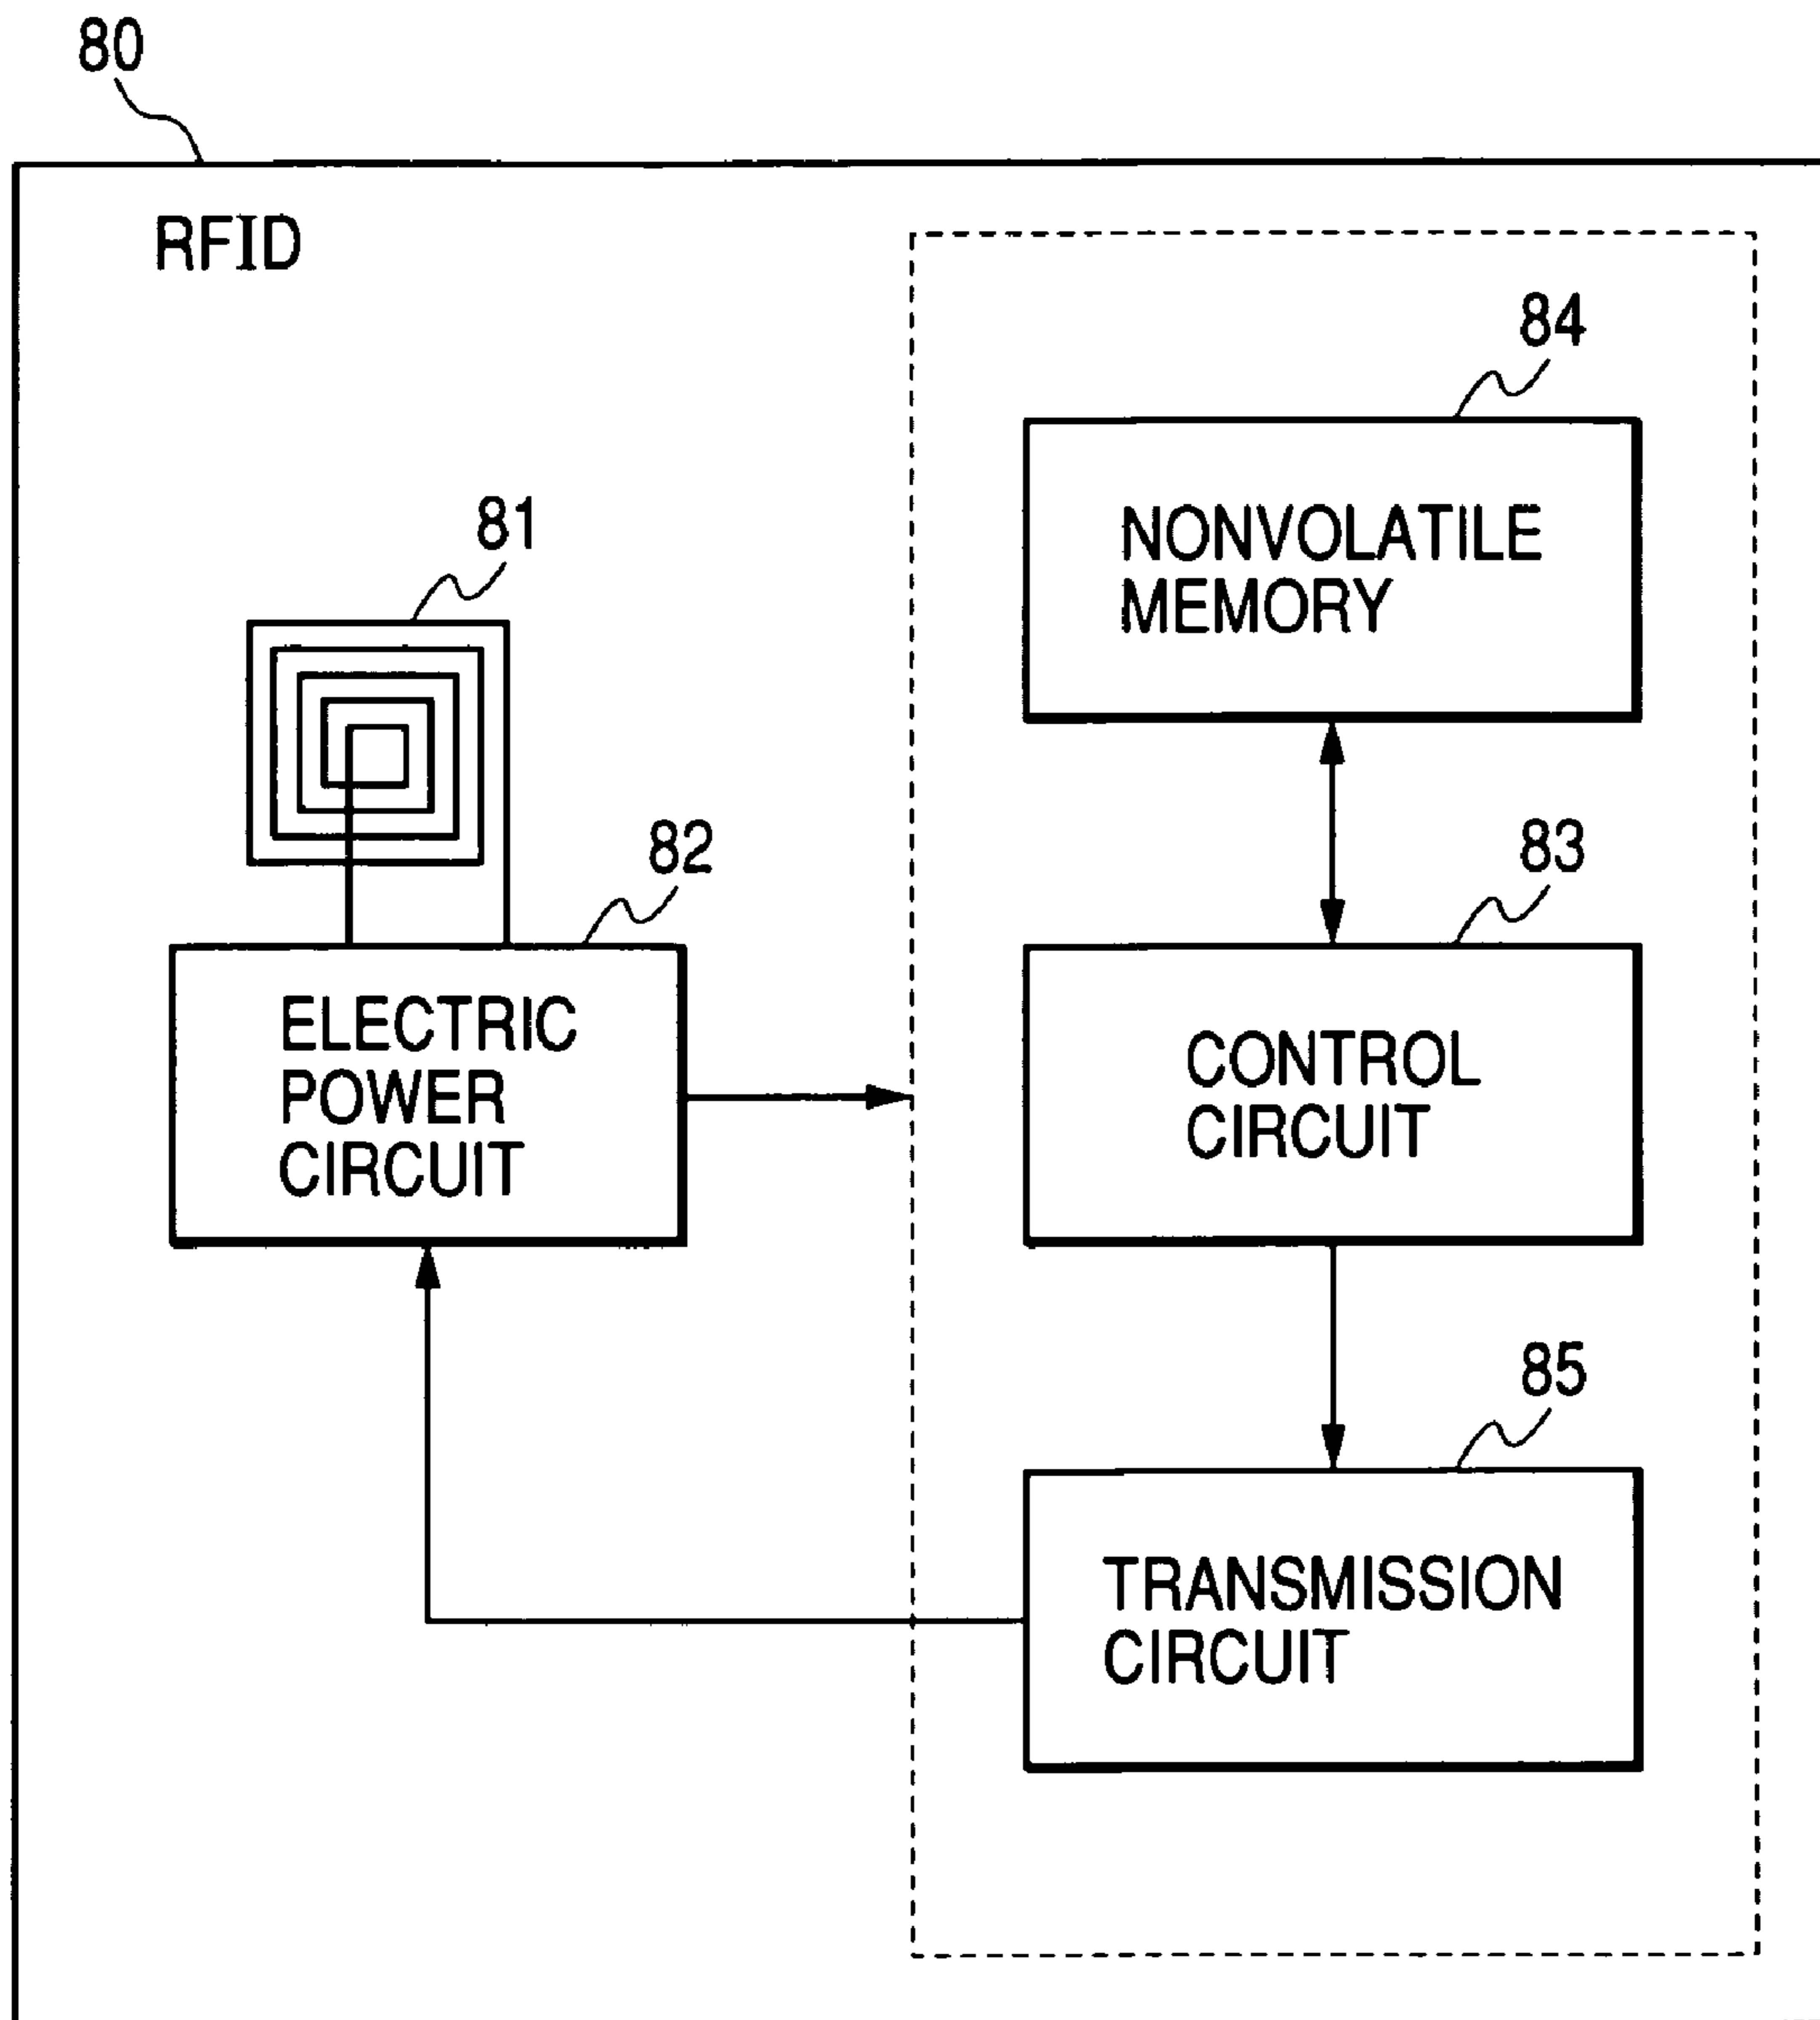 80
RFID
84
NONVOLATILE
MEMORY
81
82
83
ELECTRIC
POWER
CIRCUIT
CONTROL
CIRCUIT
85
TRANSMISSION
CIRCUIT